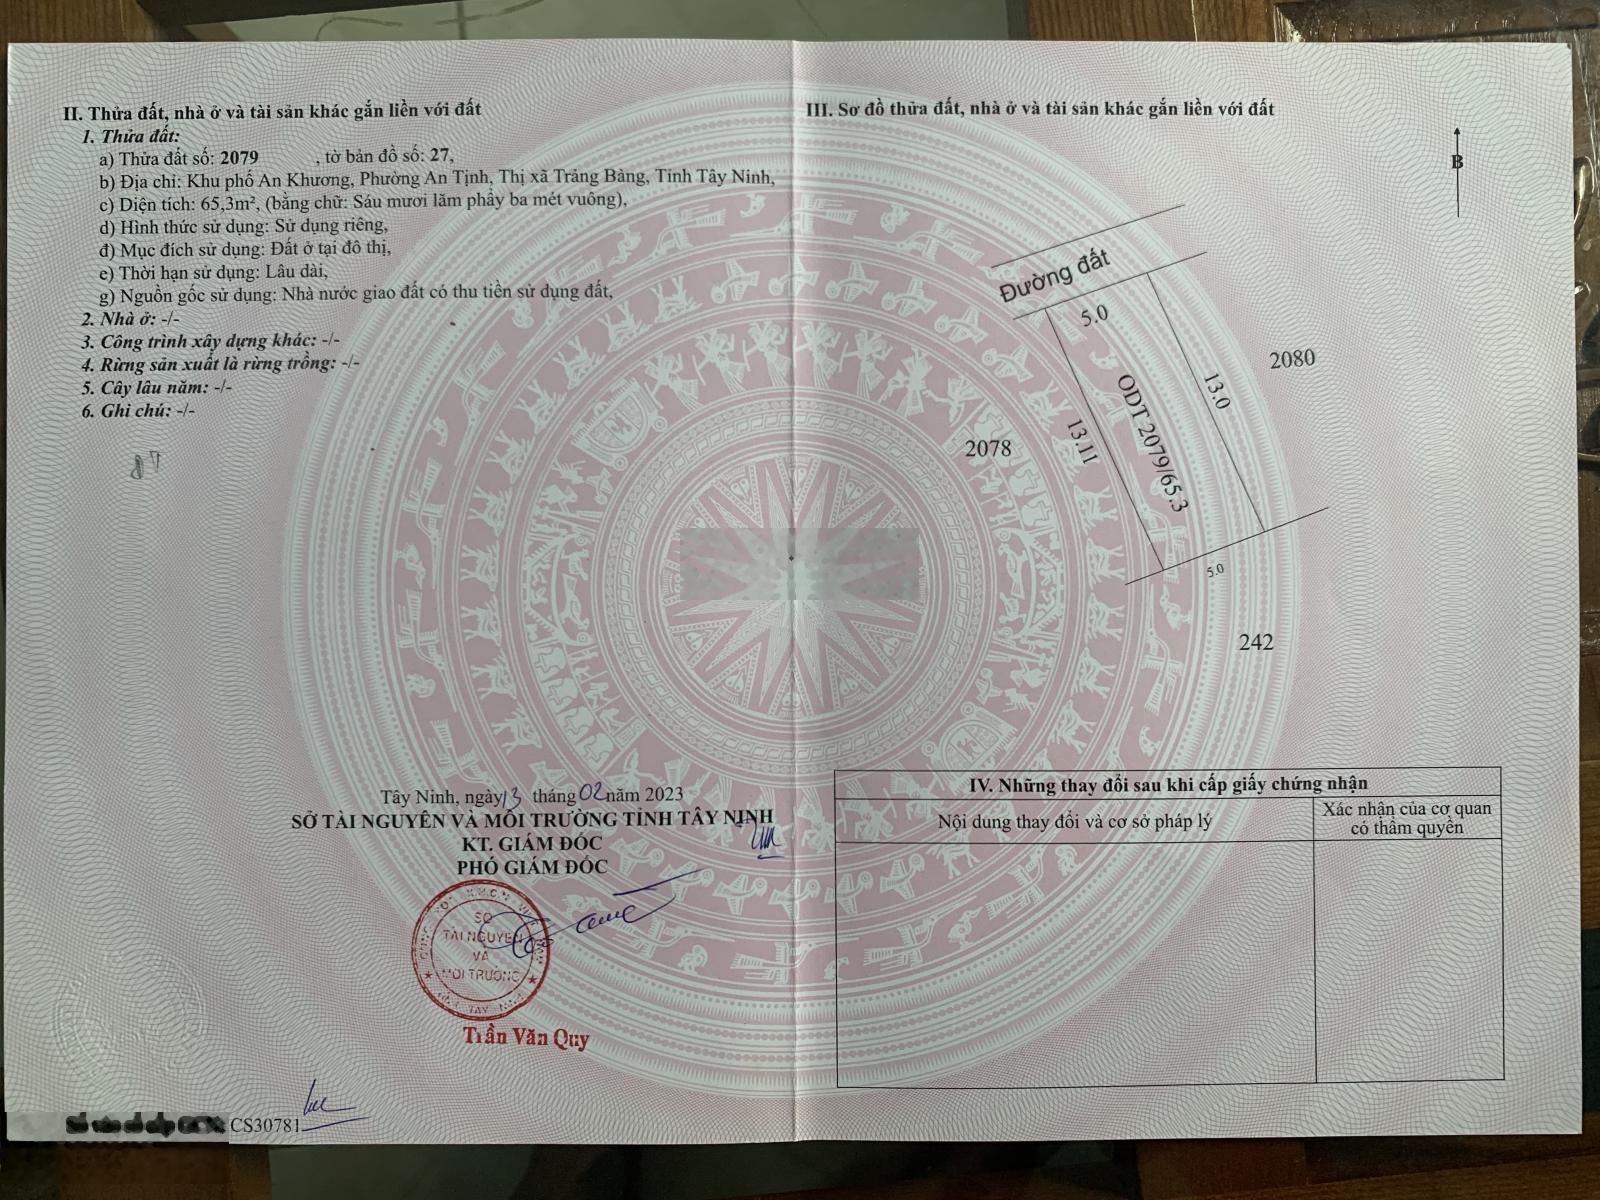 II. Thửa đất, nhà ở và tài sản khác gắn liền với đất
1. Thửa đất:
a) Thửa đất số: 2079 , tờ bản đồ số: 27,
b) Địa chỉ: Khu phố An Khương, Phường An Tịnh, Thị xã Trảng Bàng, Tỉnh Tây Ninh,
c) Diện tích: 65,3m², (bằng chữ: Sáu mươi lăm phẩy ba mét vuông),
d) Hình thức sử dụng: Sử dụng riêng,
đ) Mục đích sử dụng: Đất ở tại đô thị,
e) Thời hạn sử dụng: Lâu dài,
g) Nguồn gốc sử dụng: Nhà nước giao đất có thu tiền sử dụng đất,
2. Nhà ở: -/-
3. Công trình xây dựng khác: -/-
4. Rừng sản xuất là rừng trồng: -/-
5. Cây lâu năm: -/-
6. Ghi chú: -/-
Tây Ninh, ngày 13 tháng 02 năm 2023
SỞ TÀI NGUYÊN VÀ MÔI TRƯỜNG TỈNH TÂY NINH
KT. GIÁM ĐỐC
PHÓ GIÁM ĐỐC
SỞ
TÀI NGUYÊN
VÀ
MÔI TRƯỜNG
Trần Văn Quy
CS30781
III. Sơ đồ thửa đất, nhà ở và tài sản khác gắn liền với đất
B
Đường đất
5.0
2080
13.0
ODT 2079/65.3
13.11
2078
5.0
242
IV. Những thay đổi sau khi cấp giấy chứng nhận
Nội dung thay đổi và cơ sở pháp lý
Xác nhận của cơ quan
có thẩm quyền